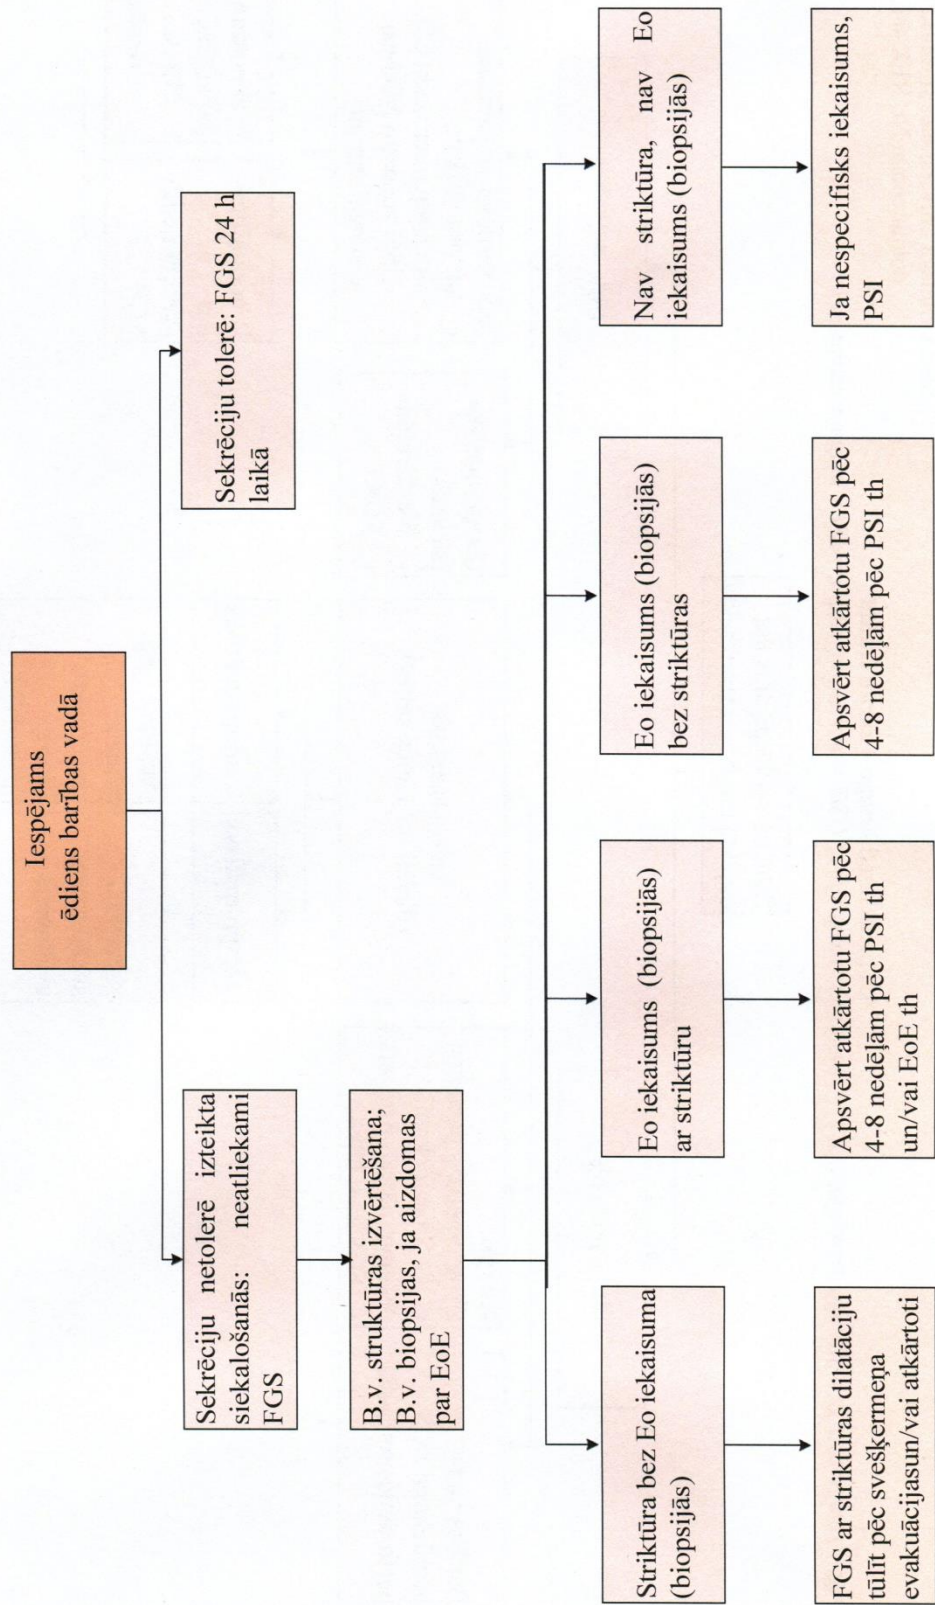 Iespējams
ēdiens barības vadā
Sekrēciju netolerē izteikta
siekalošanās: neatliekami
FGS
Sekrēciju tolerē: FGS 24 h
laikā
B.v. struktūras izvērtēšana;
B.v. biopsijas, ja aizdomas
par EoE
Striktūra bez Eo iekaisuma
(biopsijās)
Eo iekaisums (biopsijās)
ar striktūru
Eo iekaisums (biopsijās)
bez striktūras
Nav striktūra, nav Eo
iekaisums (biopsijās)
FGS ar striktūras dilatāciju
tūlīt pēc svešķermeņa
evakuācijasun/vai atkārtoti
Apsvērt atkārtotu FGS pēc
4-8 nedēļām pēc PSI th
un/vai EoE th
Apsvērt atkārtotu FGS pēc
4-8 nedēļām pēc PSI th
Ja nespecifisks iekaisums,
PSI